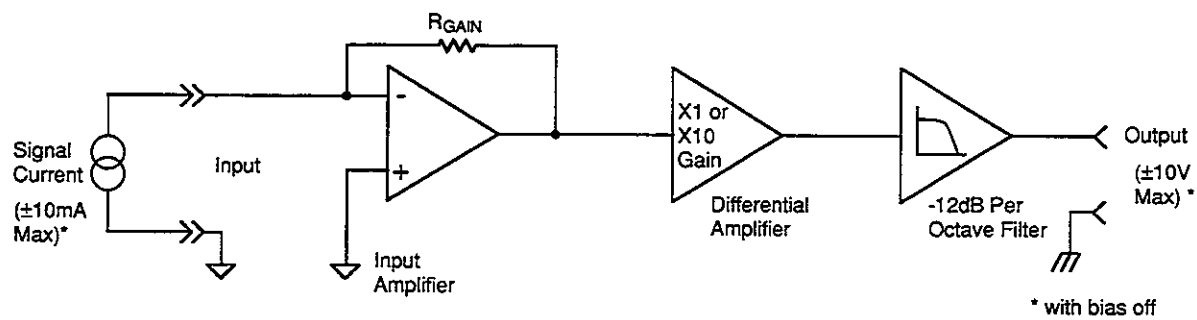 R_GAIN
-
+
Signal
Current
(±10mA
Max)*
Input
Input
Amplifier
X1 or
X10
Gain
Differential
Amplifier
-12dB Per
Octave Filter
Output
(±10V
Max) *
* with bias off